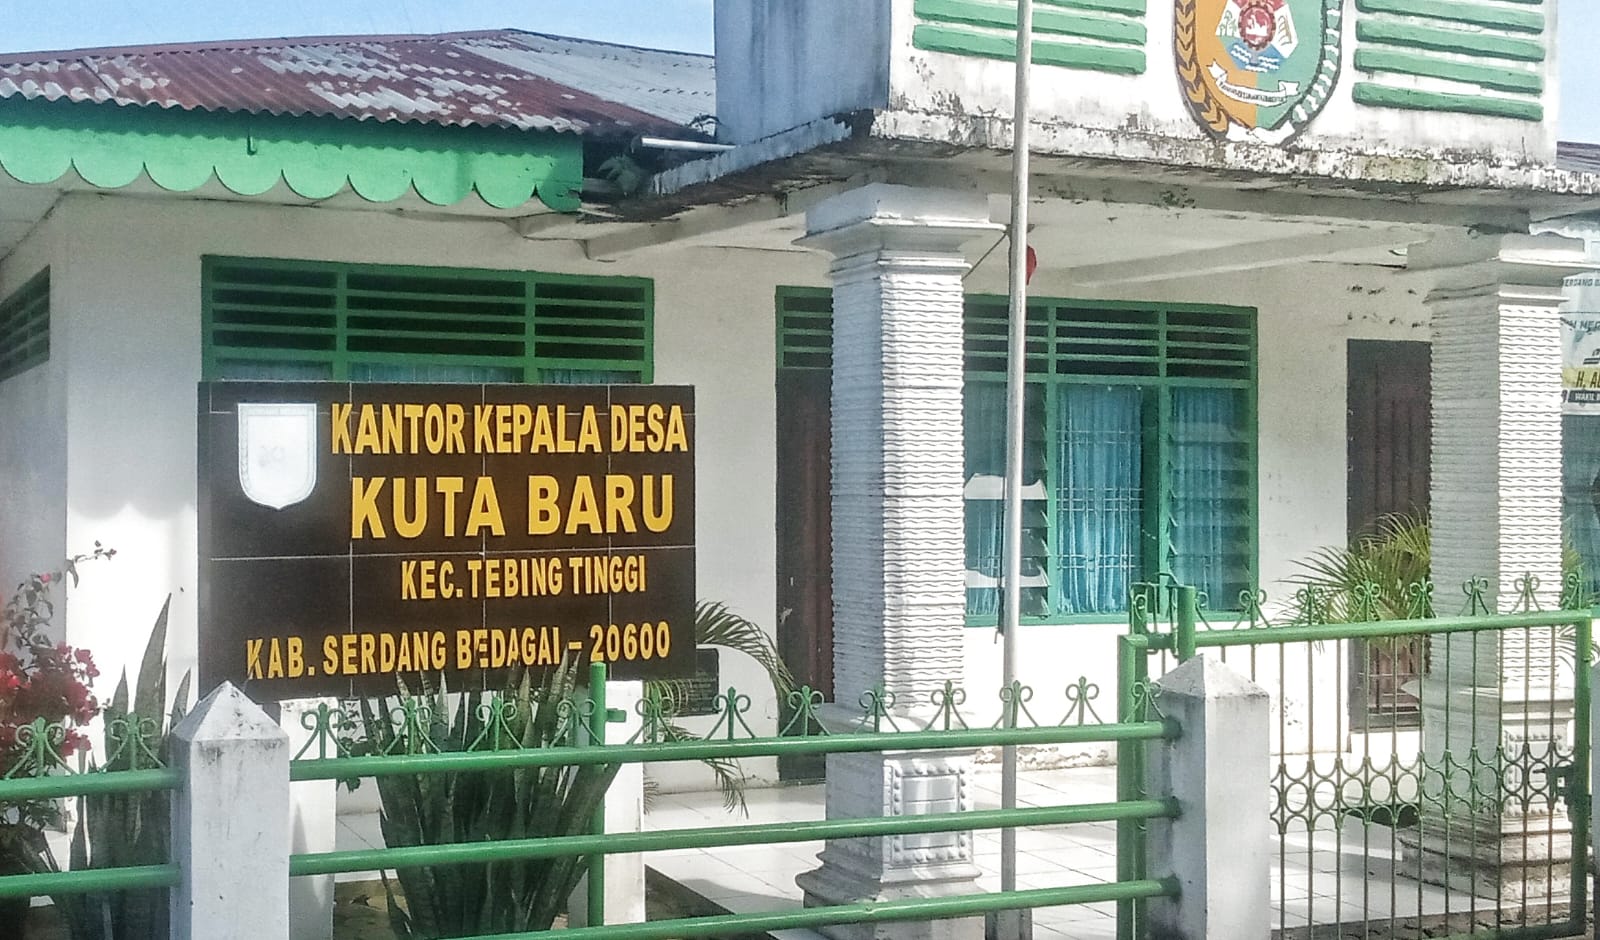 KANTOR KEPALA DESA
KUTA BARU
KEC. TEBING TINGGI
KAB. SERDANG BEDAGAI – 20600